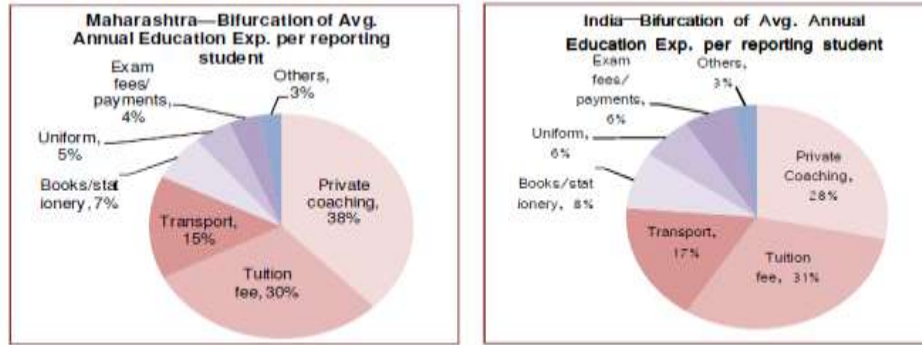 Maharashtra—Bifurcation of Avg.
Annual Education Exp. per reporting
student
Exam
fees/
payments,
4%
Others,
3%
Uniform,
5%
Books/stat
ionery, 7%
Transport,
15%
Tuition
fee, 30%
Private
coaching,
38%
India—Bifurcation of Avg. Annual
Education Exp. per reporting student
Exam
fees/
payments,
6%
Others,
3%
Uniform,
6%
Books/stat
ionery, 8%
Transport,
17%
Tuition
fee, 31%
Private
Coaching,
28%